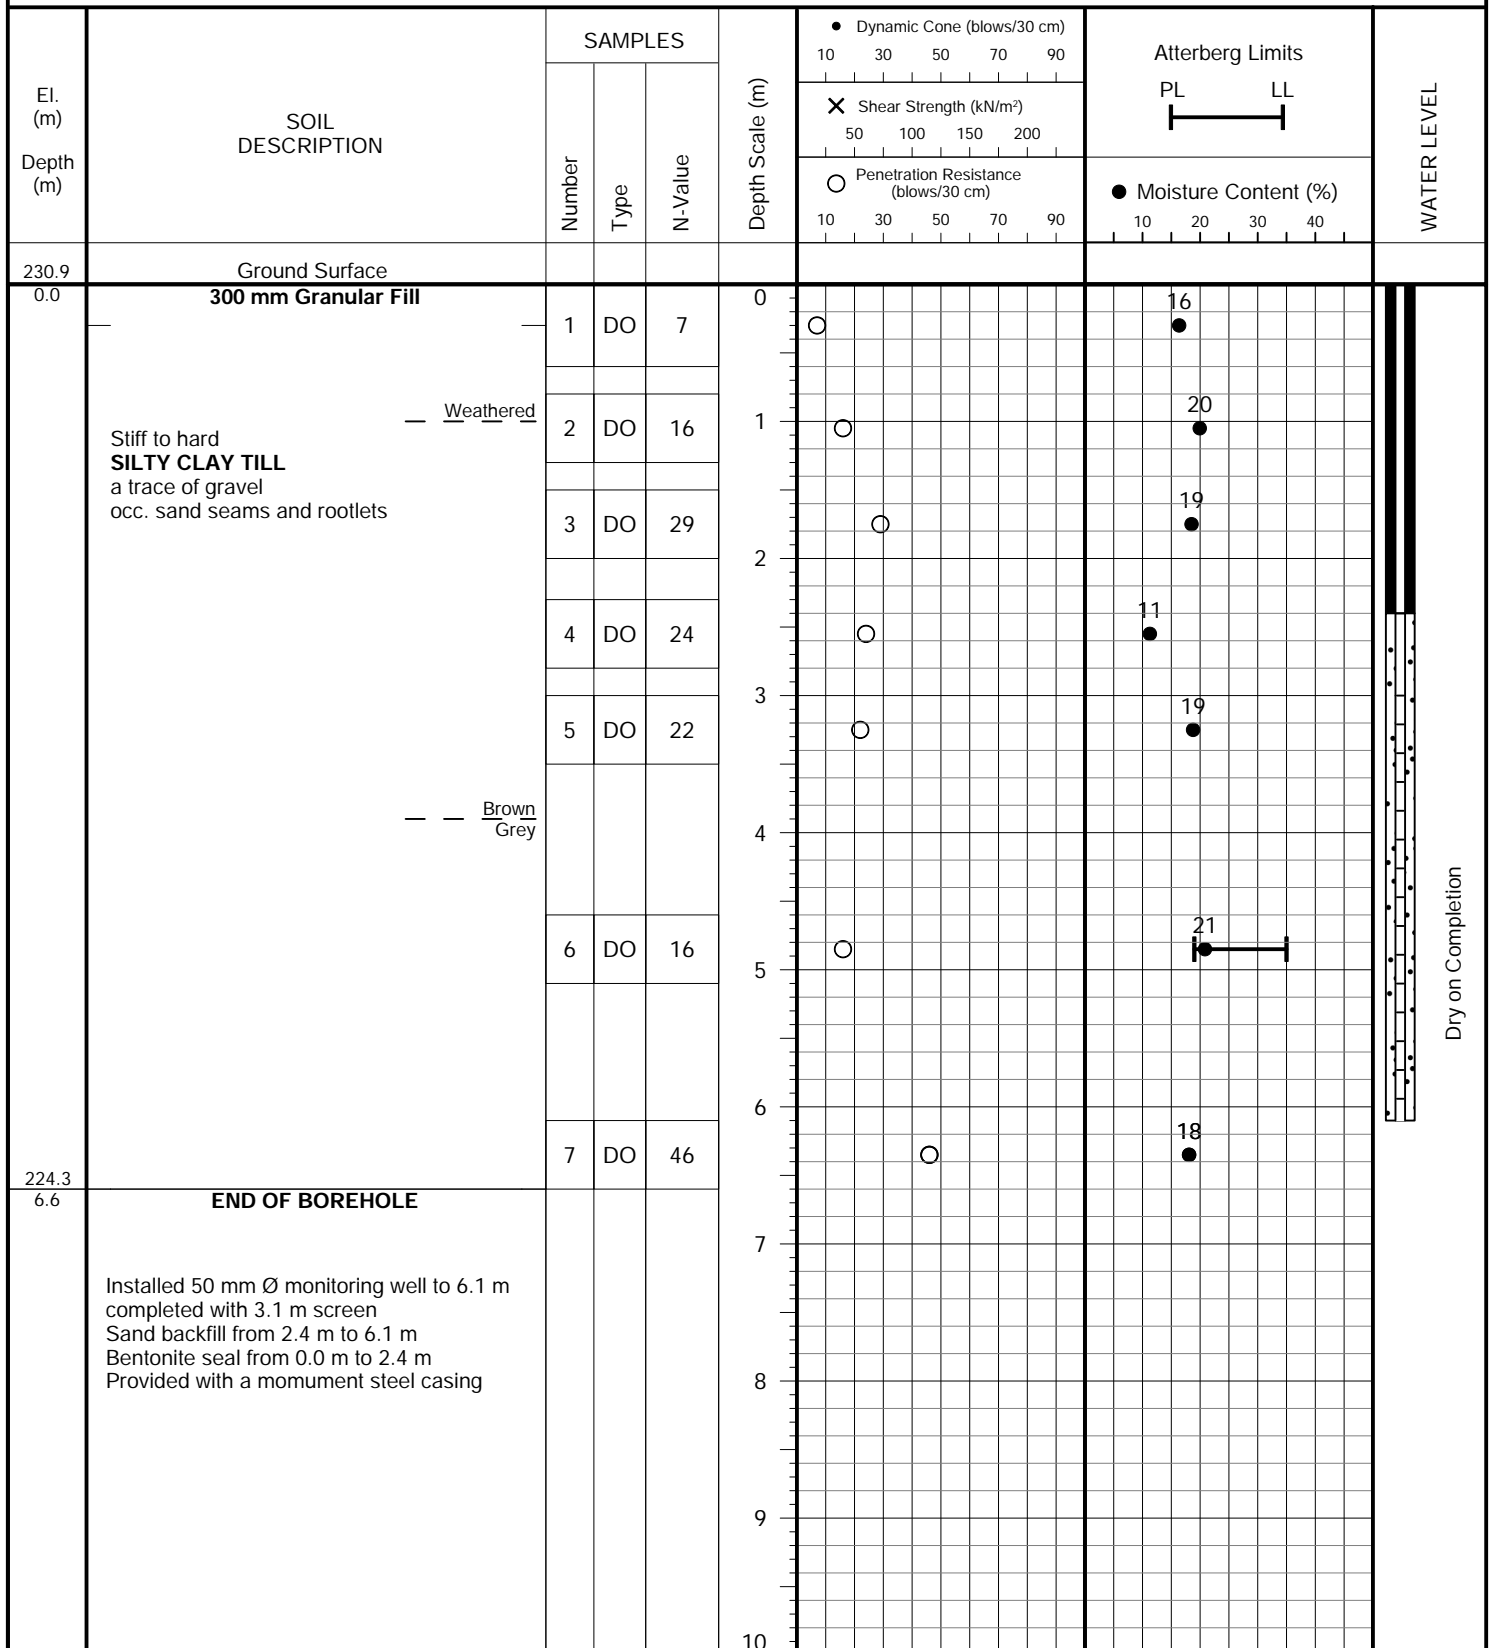 El.
(m)
Depth
(m)
SOIL
DESCRIPTION
SAMPLES
Number
Type
N-Value
Depth Scale (m)
Dynamic Cone (blows/30 cm)
10 30 50 70 90
Shear Strength (kN/m²)
50 100 150 200
Penetration Resistance
(blows/30 cm)
10 30 50 70 90
Atterberg Limits
PL LL
Moisture Content (%)
10 20 30 40
WATER LEVEL
230.9 Ground Surface
0.0 300 mm Granular Fill 0
1 DO 7 16
Weathered
2 DO 16 1 20
Stiff to hard
SILTY CLAY TILL
a trace of gravel
occ. sand seams and rootlets
3 DO 29 19
2
4 DO 24 11
3
5 DO 22 19
Brown
Grey
4
6 DO 16 21
5
Dry on Completion
6
7 DO 46 18
224.3
6.6 END OF BOREHOLE
7
Installed 50 mm Ø monitoring well to 6.1 m
completed with 3.1 m screen
Sand backfill from 2.4 m to 6.1 m
Bentonite seal from 0.0 m to 2.4 m
Provided with a momument steel casing
8
9
10